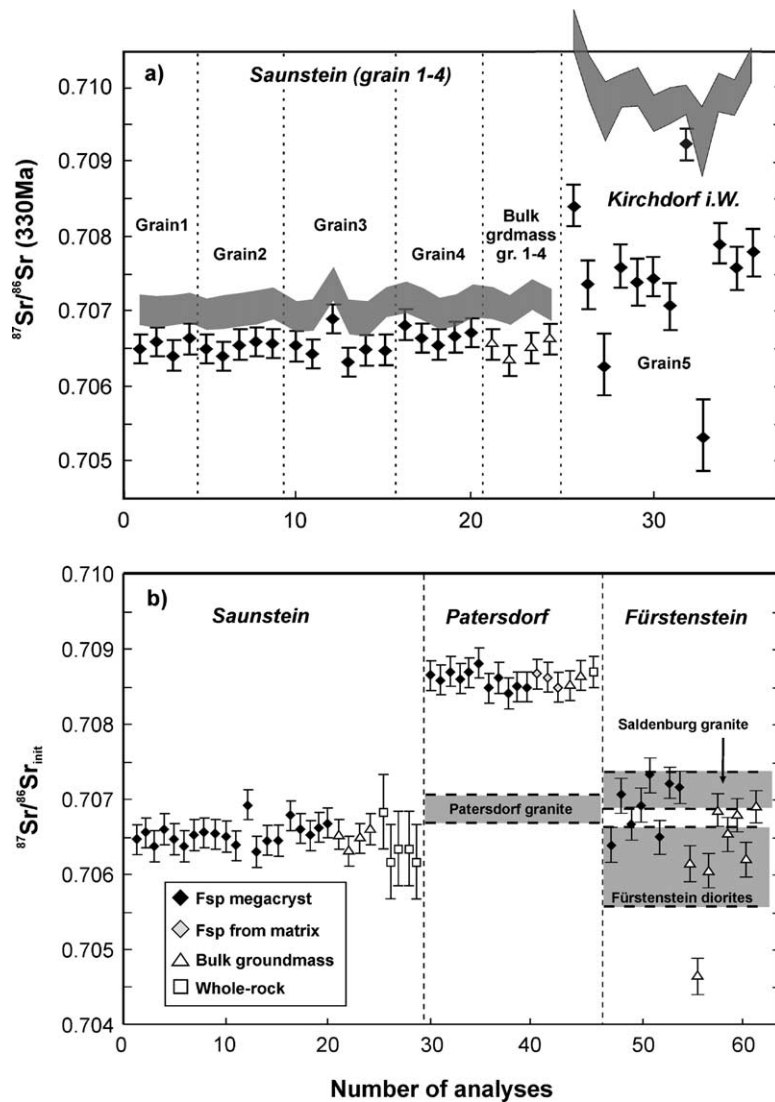 a)
Saunstein (grain 1-4)
0.710
0.709
0.708
0.707
0.706
0.705
87Sr/86Sr (330Ma)
Grain1
Grain2
Grain3
Grain4
Bulk
grdmass
gr. 1-4
Kirchdorf i.W.
Grain5
0
10
20
30
b)
Saunstein
Patersdorf
Fürstenstein
0.710
0.709
0.708
0.707
0.706
0.705
0.704
87Sr/86Sr init
Saldenburg granite
Patersdorf granite
Fürstenstein diorites
Fsp megacryst
Fsp from matrix
Bulk groundmass
Whole-rock
0
10
20
30
40
50
60
Number of analyses